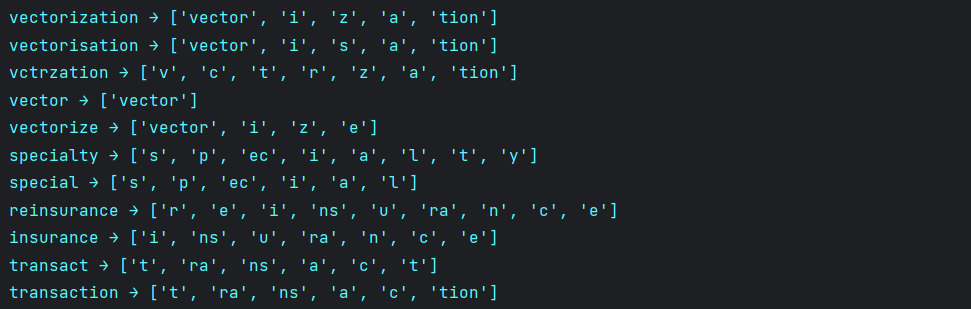 vectorization → ['vector', 'i', 'z', 'a', 'tion']
vectorisation → ['vector', 'i', 's', 'a', 'tion']
vctrzation → ['v', 'c', 't', 'r', 'z', 'a', 'tion']
vector → ['vector']
vectorize → ['vector', 'i', 'z', 'e']
specialty → ['s', 'p', 'ec', 'i', 'a', 'l', 't', 'y']
special → ['s', 'p', 'ec', 'i', 'a', 'l']
reinsurance → ['r', 'e', 'i', 'ns', 'u', 'ra', 'n', 'c', 'e']
insurance → ['i', 'ns', 'u', 'ra', 'n', 'c', 'e']
transact → ['t', 'ra', 'ns', 'a', 'c', 't']
transaction → ['t', 'ra', 'ns', 'a', 'c', 'tion']